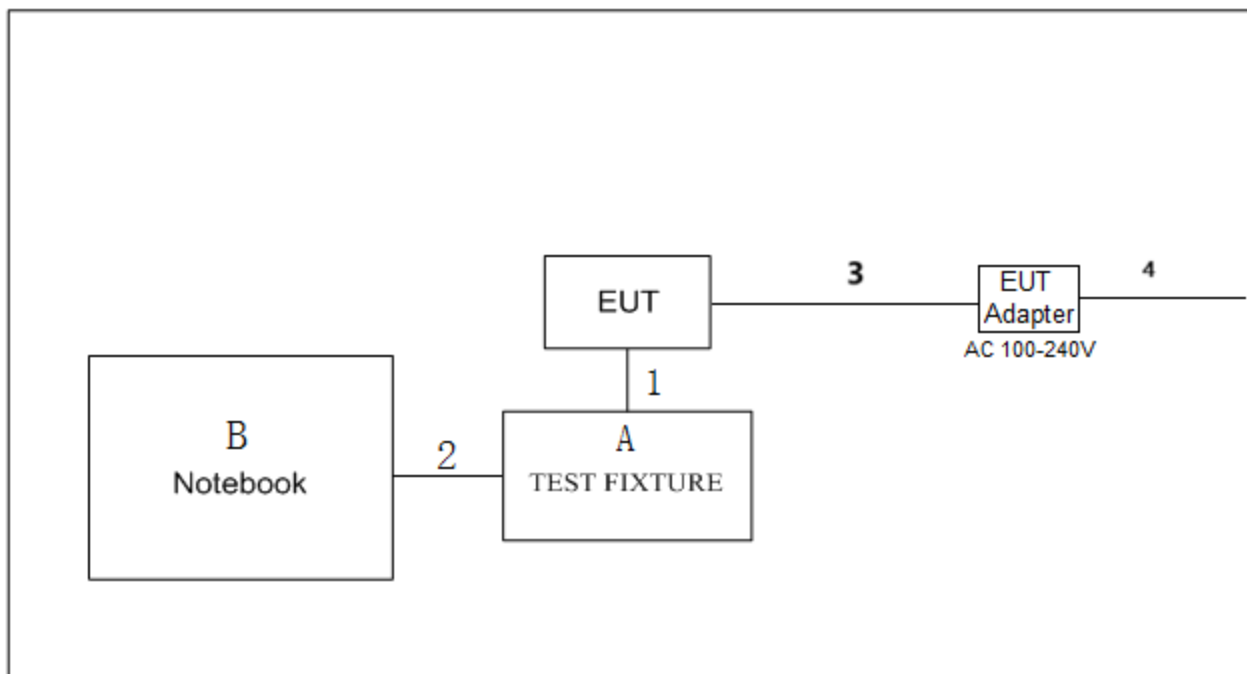 EUT
3
EUT
Adapter
4
AC 100-240V
1
B
Notebook
2
A
TEST FIXTURE